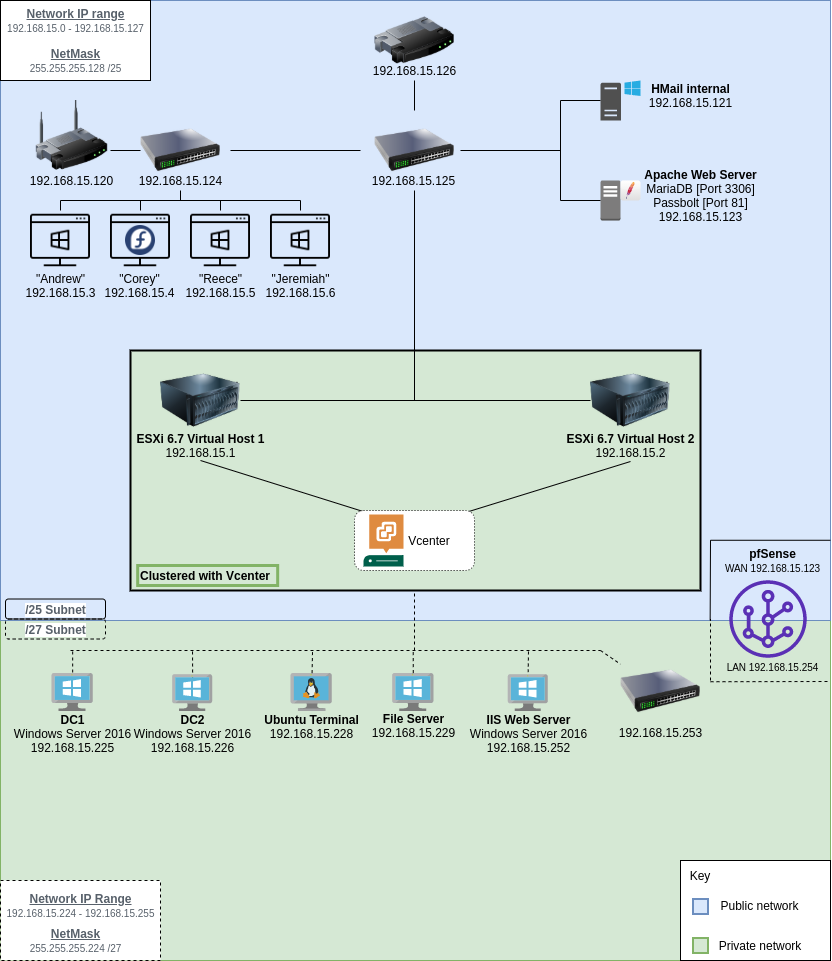 Network IP range
192.168.15.0 - 192.168.15.127
NetMask
255.255.255.128 /25
192.168.15.126
HMail internal
192.168.15.121
192.168.15.120
192.168.15.124
192.168.15.125
Apache Web Server
MariaDB [Port 3306]
Passbolt [Port 81]
192.168.15.123
"Andrew"
192.168.15.3
"Corey"
192.168.15.4
"Reece"
192.168.15.5
"Jeremiah"
192.168.15.6
ESXi 6.7 Virtual Host 1
192.168.15.1
ESXi 6.7 Virtual Host 2
192.168.15.2
Vcenter
Clustered with Vcenter
pfSense
WAN 192.168.15.123
LAN 192.168.15.254
/25 Subnet
/27 Subnet
DC1
Windows Server 2016
192.168.15.225
DC2
Windows Server 2016
192.168.15.226
Ubuntu Terminal
192.168.15.228
File Server
192.168.15.229
IIS Web Server
Windows Server 2016
192.168.15.252
192.168.15.253
Network IP Range
192.168.15.224 - 192.168.15.255
NetMask
255.255.255.224 /27
Key
Public network
Private network